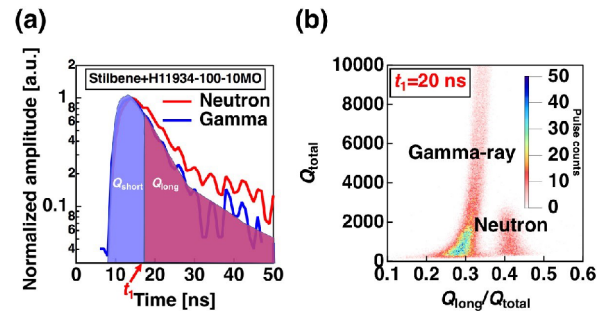 (a)
Normalized amplitude [a.u.]
2
1
8
6
4
2
0.1
8
6
4
Stilbene+H11934-100-10MO
Neutron
Gamma
Qshort
Qlong
0
10
20
30
40
50
t1
Time [ns]
(b)
Qtotal
10000
8000
6000
4000
2000
0
t1=20 ns
Gamma-ray
Neutron
50
40
30
20
10
0
Pulse counts
0.1
0.2
0.3
0.4
0.5
0.6
Qlong/Qtotal